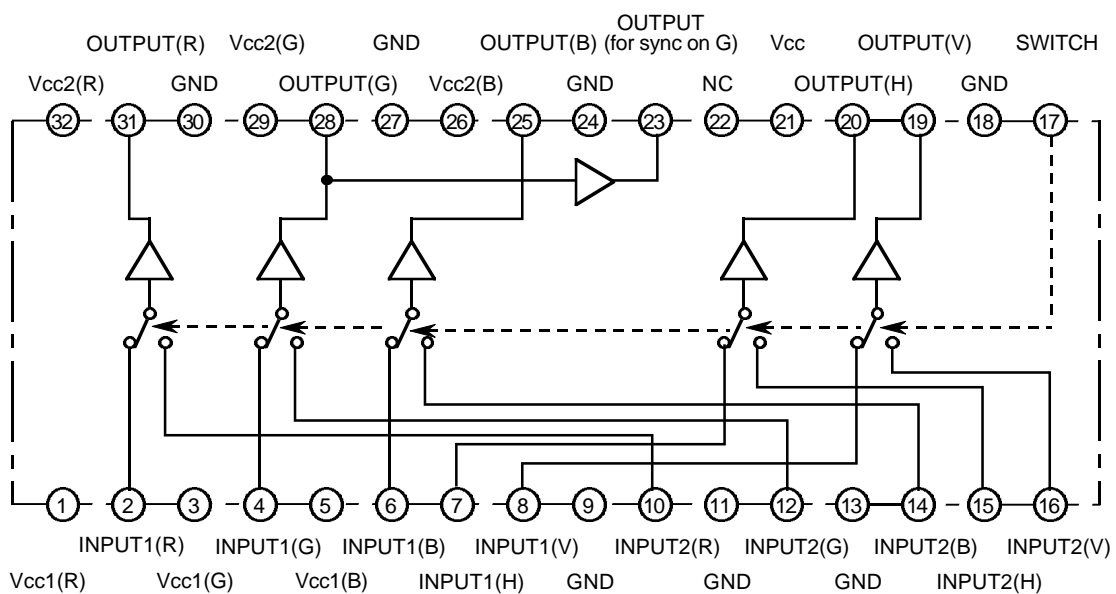 OUTPUT
OUTPUT(R) Vcc2(G) GND OUTPUT(B) (for sync on G) Vcc OUTPUT(V) SWITCH
Vcc2(R) GND OUTPUT(G) Vcc2(B) GND NC OUTPUT(H) GND
32 31 30 29 28 27 26 25 24 23 22 21 20 19 18 17
1 2 3 4 5 6 7 8 9 10 11 12 13 14 15 16
INPUT1(R) INPUT1(G) INPUT1(B) INPUT1(V) INPUT2(R) INPUT2(G) INPUT2(B) INPUT2(V)
Vcc1(R) Vcc1(G) Vcc1(B) INPUT1(H) GND GND GND INPUT2(H)